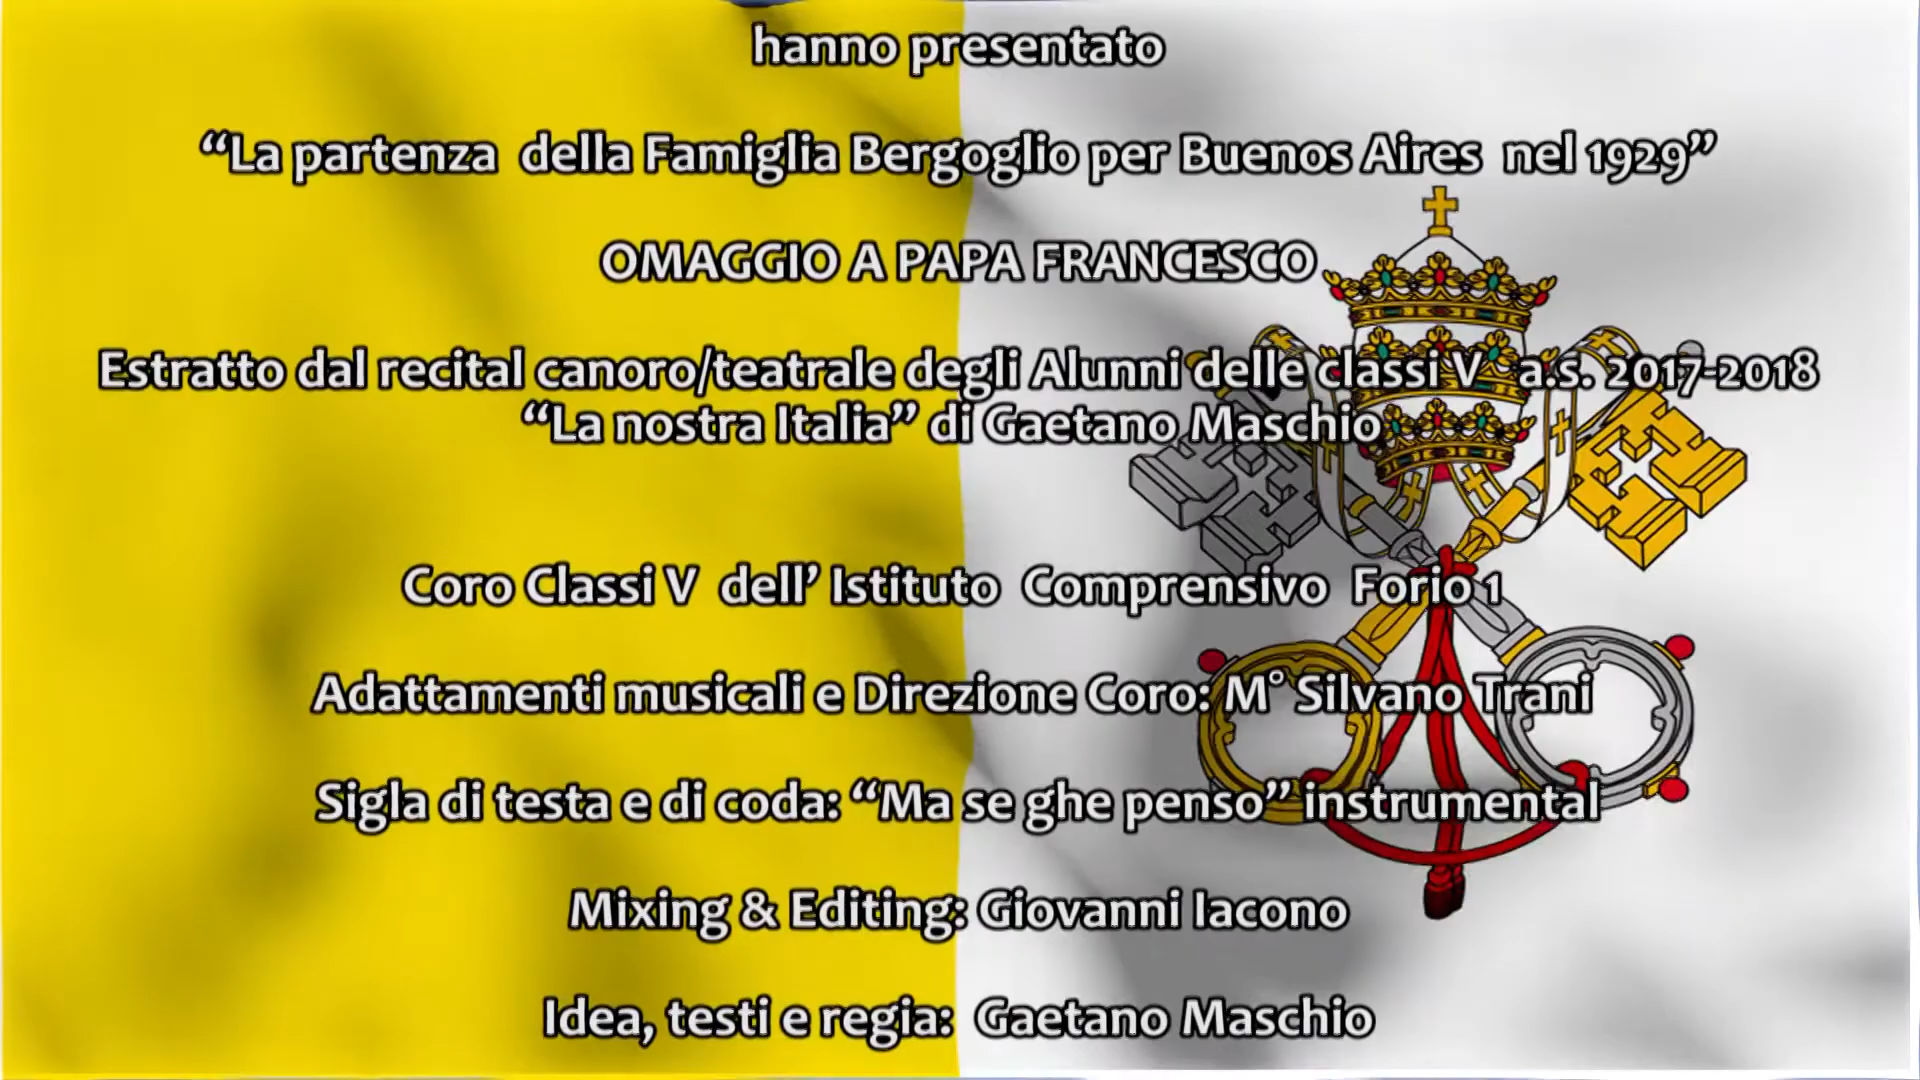 hanno presentato
“La partenza della Famiglia Bergoglio per Buenos Aires nel 1929”
OMAGGIO A PAPA FRANCESCO
Estratto dal recital canoro/teatrale degli Alunni delle classi V a.s. 2017-2018
“La nostra Italia” di Gaetano Maschio
Coro Classi V dell’ Istituto Comprensivo Forio 1
Adattamenti musicali e Direzione Coro: M° Silvano Trani
Sigla di testa e di coda: “Ma se ghe penso” instrumental
Mixing & Editing: Giovanni Iacono
Idea, testi e regia: Gaetano Maschio